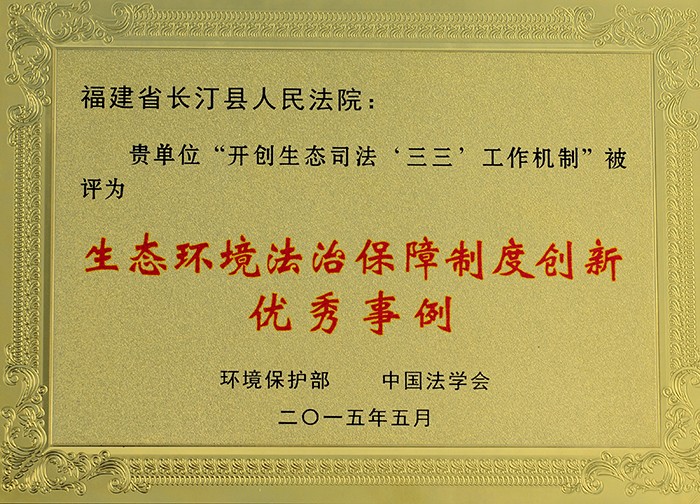 福建省长汀县人民法院：
贵单位“开创生态司法‘三三’工作机制”被
评为
生态环境法治保障制度创新
优秀事例
环境保护部 中国法学会
二〇一五年五月